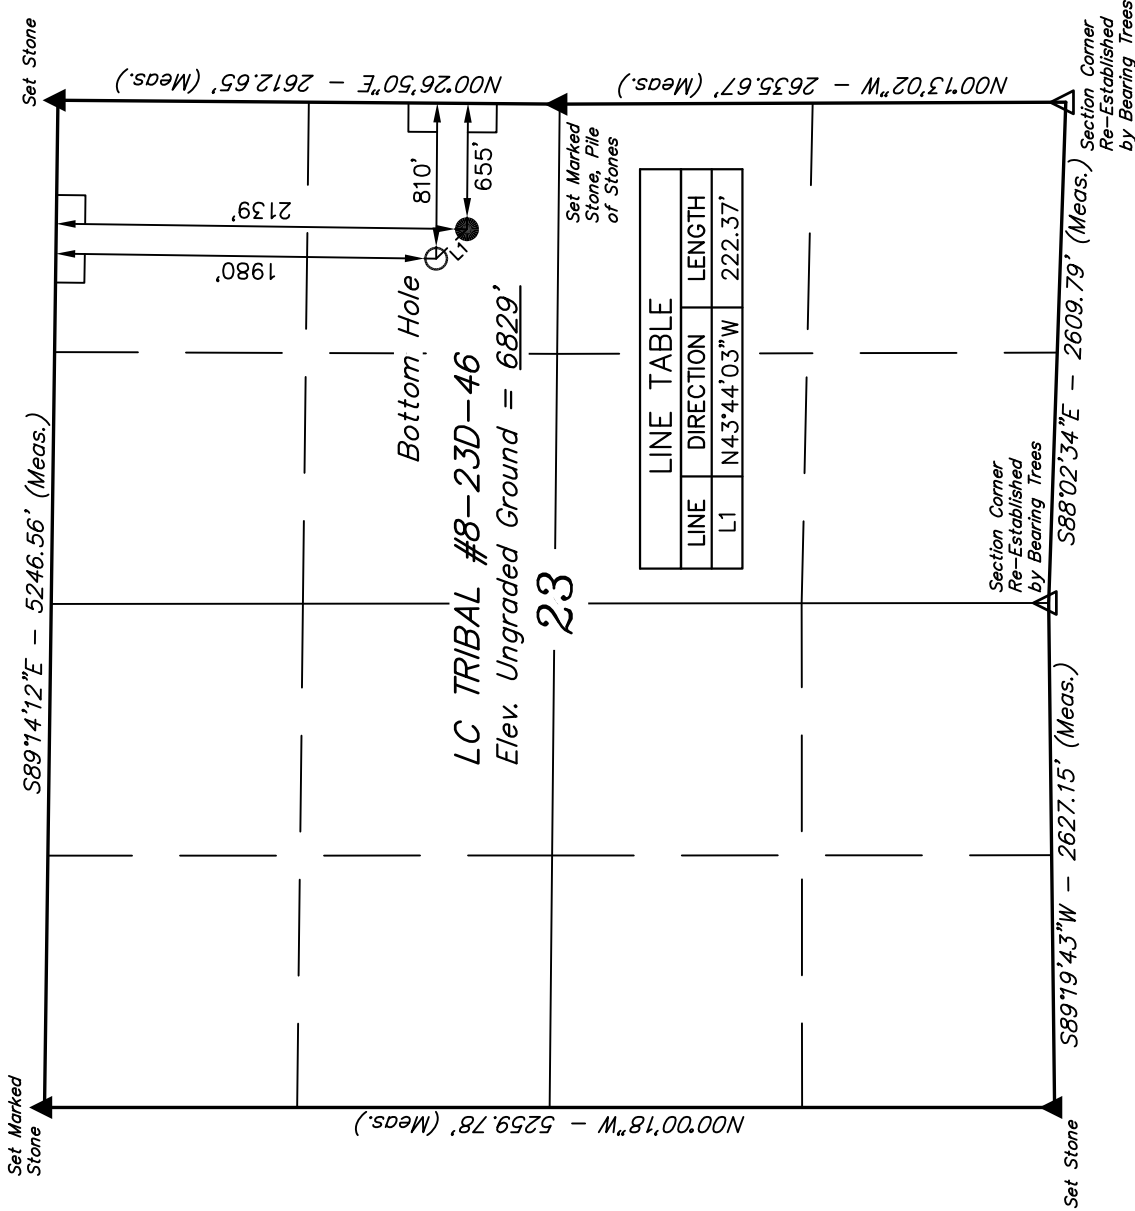 Set Marked
Stone
S89°14'12"E - 5246.56' (Meas.)
Set Stone
N00°00'18"W - 5259.78' (Meas.)
N00°26'50"E - 2612.65' (Meas.)
1980'
2139'
810'
655'
L1
Bottom Hole
LC TRIBAL #8-23D-46
Elev. Ungraded Ground = 6829'
23
Set Marked
Stone, Pile
of Stones
N00°13'02"W - 2635.67' (Meas.)
LINE TABLE
LINE DIRECTION LENGTH
L1 N43°44'03"W 222.37'
Section Corner
Re-Established
by Bearing Trees
Set Stone
S89°19'43"W - 2627.15' (Meas.)
S88°02'34"E - 2609.79' (Meas.)
Section Corner
Re-Established
by Bearing Trees